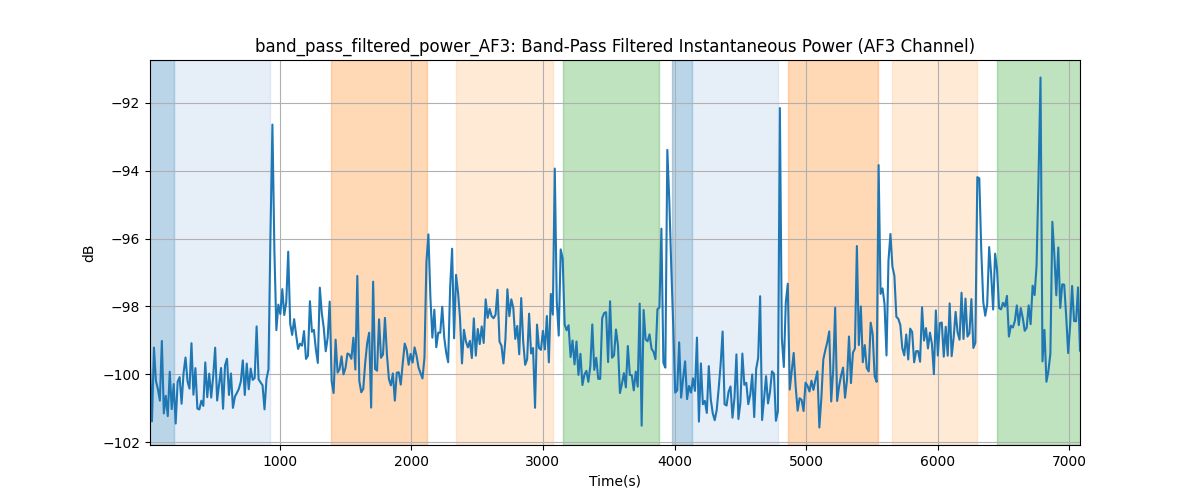 band_pass_filtered_power_AF3: Band-Pass Filtered Instantaneous Power (AF3 Channel)
−92
−94
−96
−98
−100
−102
dB
1000 2000 3000 4000 5000 6000 7000
Time(s)